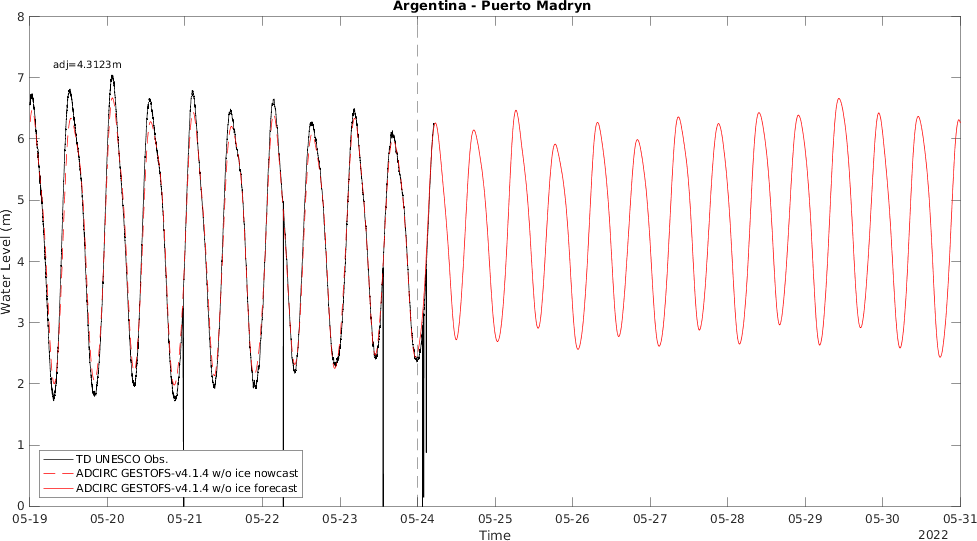 Argentina - Puerto Madryn
8
adj=4.3123m
7
6
5
4
3
2
1
0
Water Level (m)
TD UNESCO Obs.
ADCIRC GESTOFS-v4.1.4 w/o ice nowcast
ADCIRC GESTOFS-v4.1.4 w/o ice forecast
05-19 05-20 05-21 05-22 05-23 05-24 05-25 05-26 05-27 05-28 05-29 05-30 05-31
Time
2022